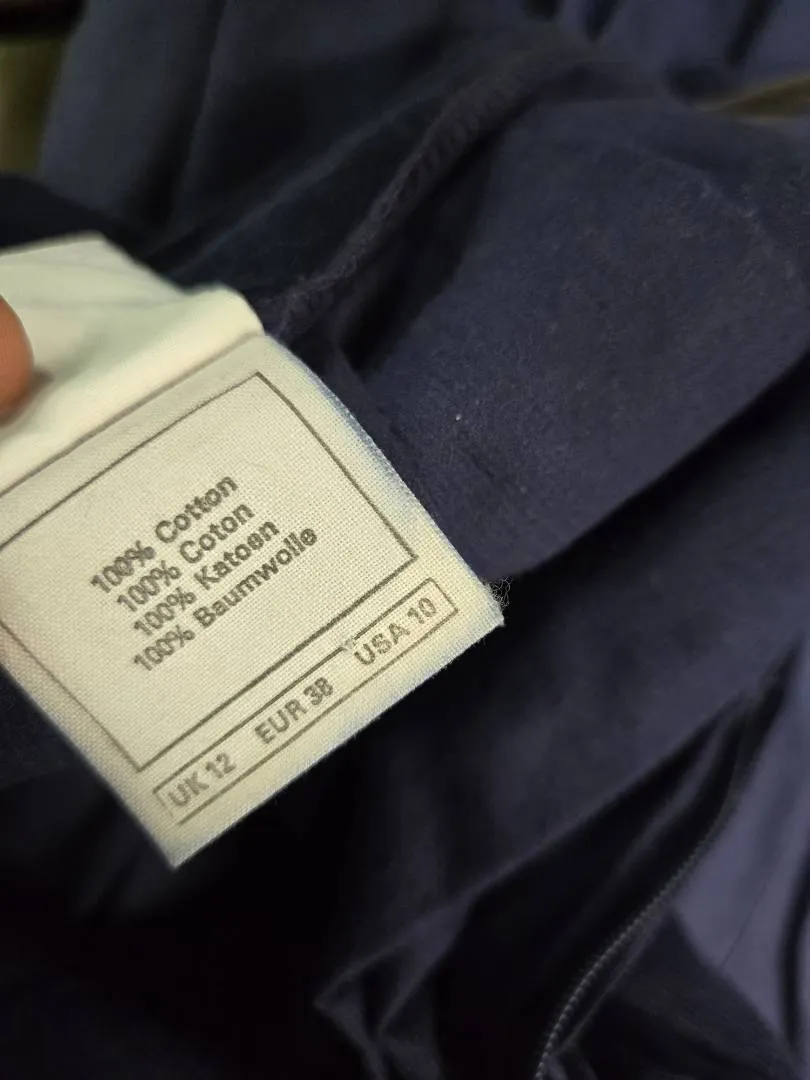 100% Cotton
100% Coton
100% Katoen
100% Baumwolle
UK 12 EUR 38 USA 10